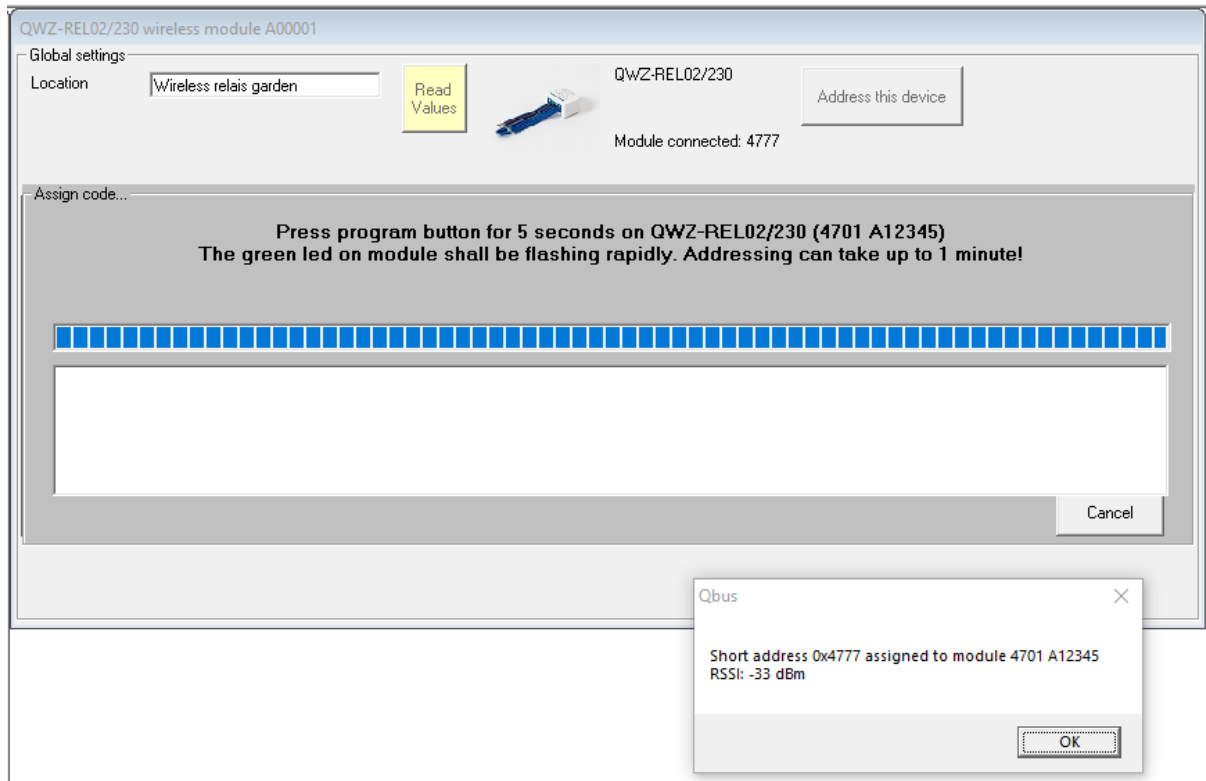 QWZ-REL02/230 wireless module A00001
Global settings
Location
Wireless relais garden
Read
Values
QWZ-REL02/230
Module connected: 4777
Address this device
Assign code...
Press program button for 5 seconds on QWZ-REL02/230 (4701 A12345)
The green led on module shall be flashing rapidly. Addressing can take up to 1 minute!
Cancel
Qbus
Short address 0x4777 assigned to module 4701 A12345
RSSI: -33 dBm
OK